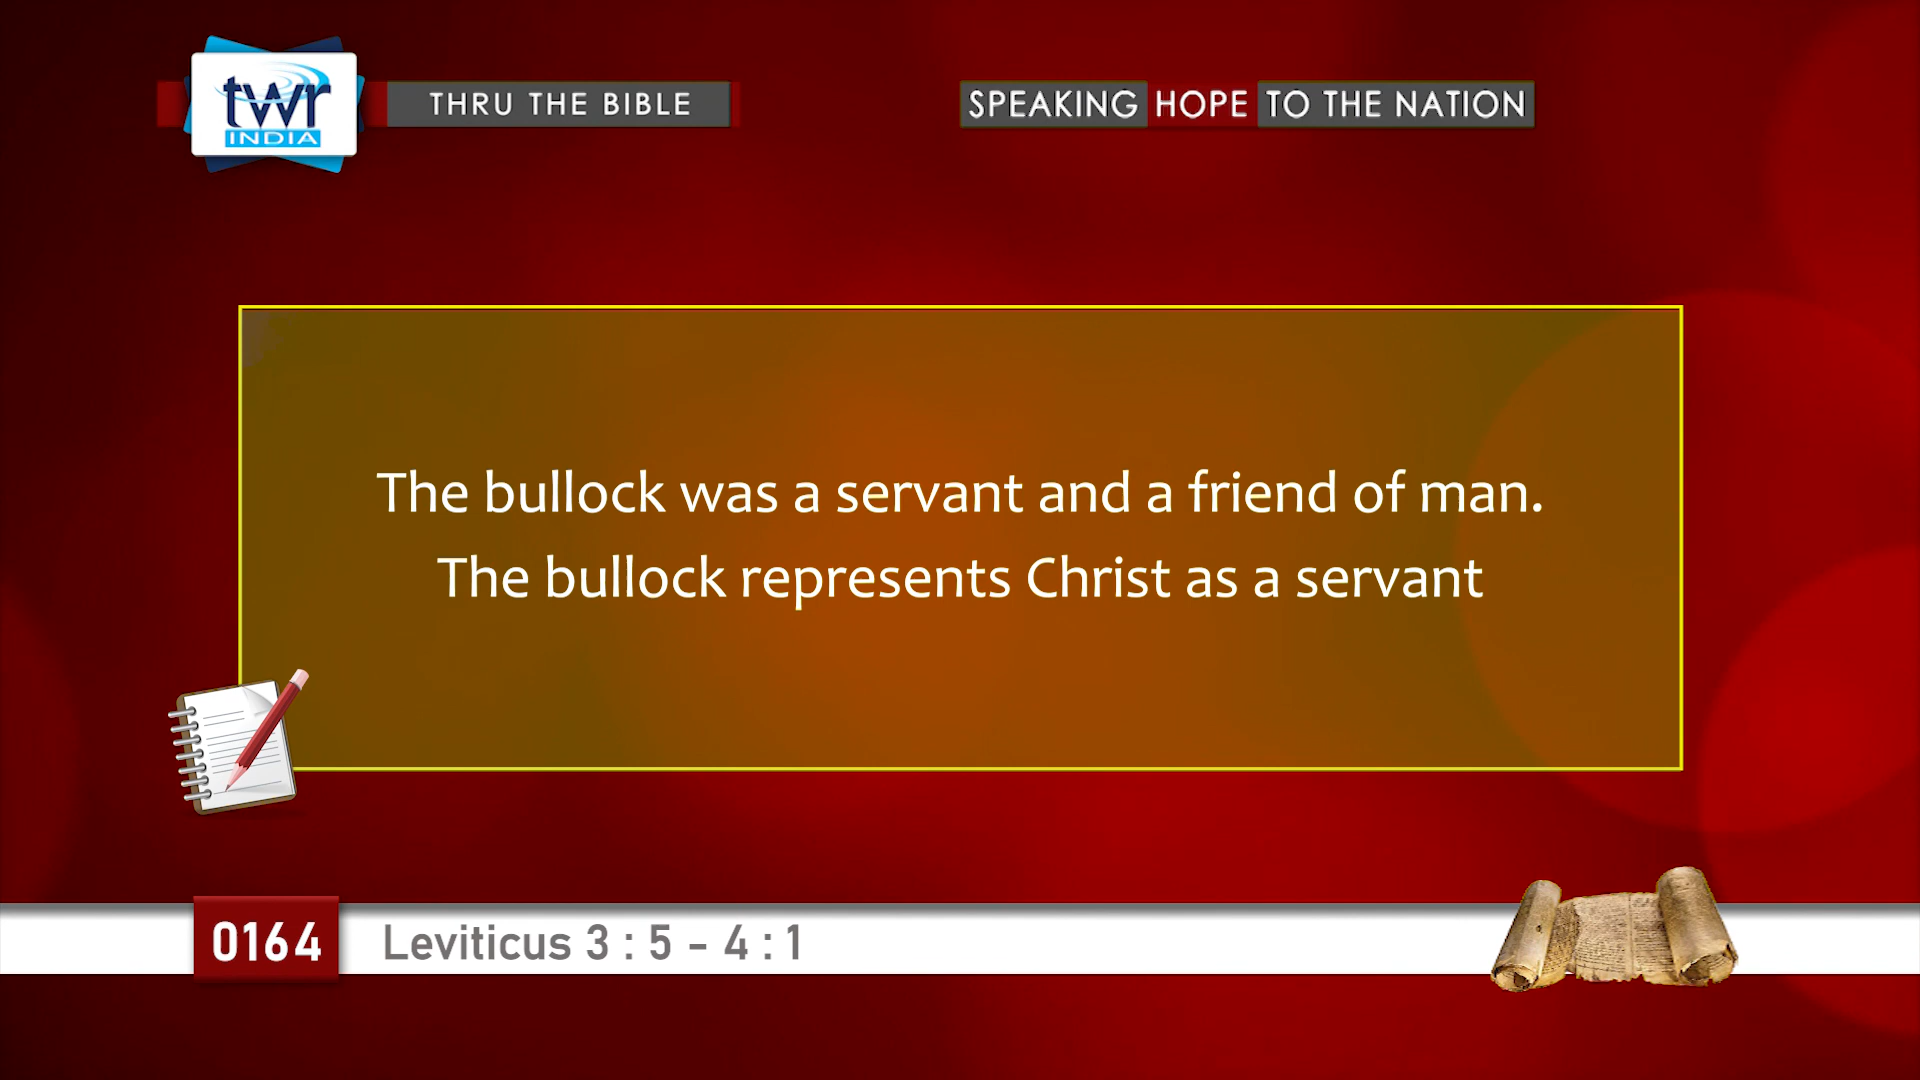 twr
INDIA
THRU THE BIBLE
SPEAKING HOPE TO THE NATION
The bullock was a servant and a friend of man.
The bullock represents Christ as a servant
0164
Leviticus 3 : 5 - 4 : 1